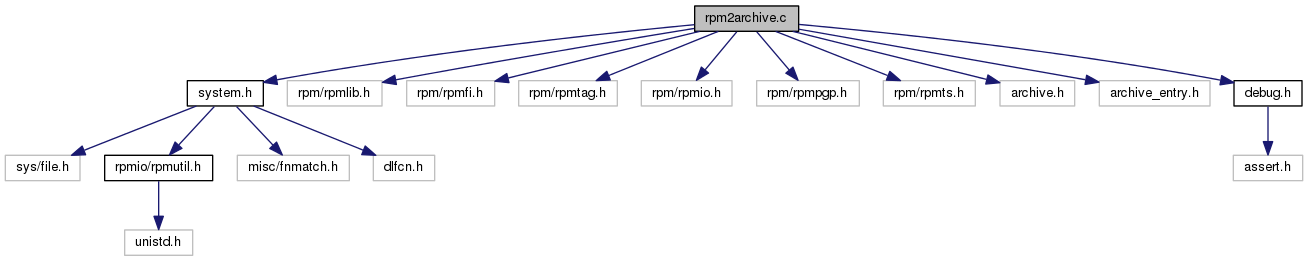 rpm2archive.c
system.h
rpm/rpmlib.h
rpm/rpmfi.h
rpm/rpmtag.h
rpm/rpmio.h
rpm/rpmpgp.h
rpm/rpmts.h
archive.h
archive_entry.h
debug.h
sys/file.h
rpmio/rpmutil.h
misc/fnmatch.h
dlfcn.h
assert.h
unistd.h